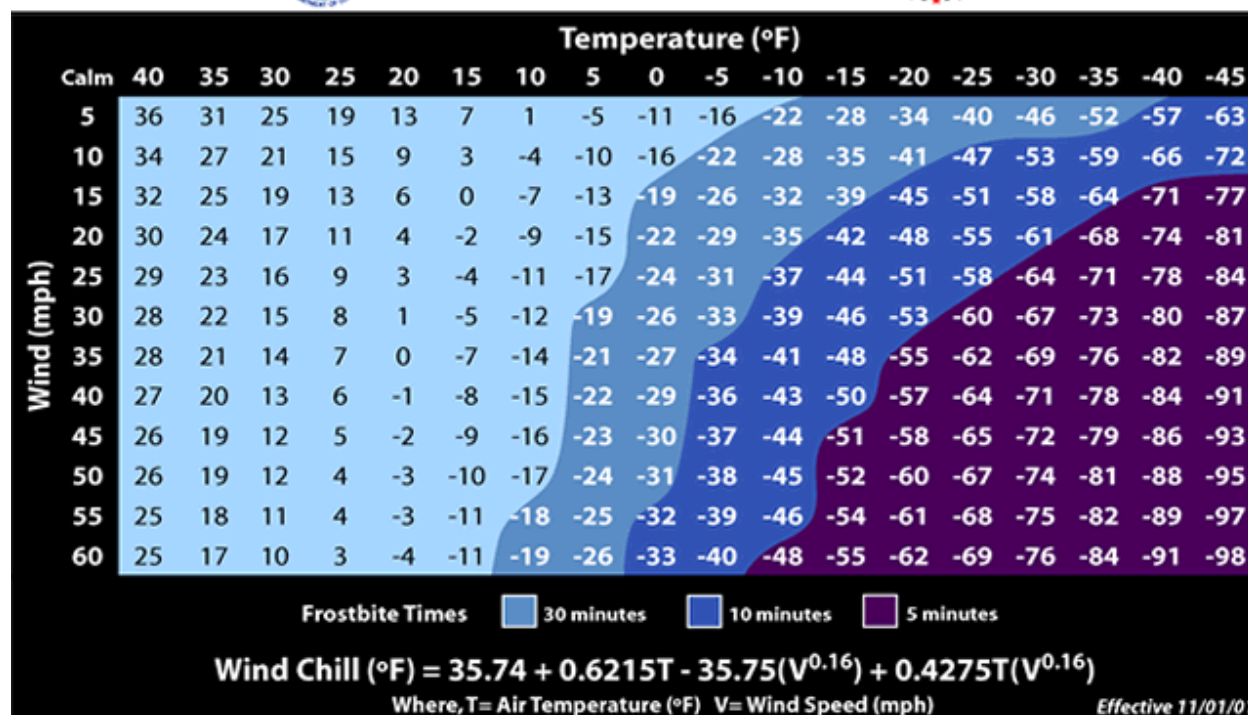 Temperature (ºF)
Calm 40 35 30 25 20 15 10 5 0 -5 -10 -15 -20 -25 -30 -35 -40 -45
5 36 31 25 19 13 7 1 -5 -11 -16 -22 -28 -34 -40 -46 -52 -57 -63
10 34 27 21 15 9 3 -4 -10 -16 -22 -28 -35 -41 -47 -53 -59 -66 -72
15 32 25 19 13 6 0 -7 -13 -19 -26 -32 -39 -45 -51 -58 -64 -71 -77
20 30 24 17 11 4 -2 -9 -15 -22 -29 -35 -42 -48 -55 -61 -68 -74 -81
25 29 23 16 9 3 -4 -11 -17 -24 -31 -37 -44 -51 -58 -64 -71 -78 -84
30 28 22 15 8 1 -5 -12 -19 -26 -33 -39 -46 -53 -60 -67 -73 -80 -87
35 28 21 14 7 0 -7 -14 -21 -27 -34 -41 -48 -55 -62 -69 -76 -82 -89
40 27 20 13 6 -1 -8 -15 -22 -29 -36 -43 -50 -57 -64 -71 -78 -84 -91
45 26 19 12 5 -2 -9 -16 -23 -30 -37 -44 -51 -58 -65 -72 -79 -86 -93
50 26 19 12 4 -3 -10 -17 -24 -31 -38 -45 -52 -60 -67 -74 -81 -88 -95
55 25 18 11 4 -3 -11 -18 -25 -32 -39 -46 -54 -61 -68 -75 -82 -89 -97
60 25 17 10 3 -4 -11 -19 -26 -33 -40 -48 -55 -62 -69 -76 -84 -91 -98
Wind (mph)
Frostbite Times 30 minutes 10 minutes 5 minutes
Wind Chill (ºF) = 35.74 + 0.6215T - 35.75(V^0.16) + 0.4275T(V^0.16)
Where, T= Air Temperature (ºF) V= Wind Speed (mph)
Effective 11/01/0